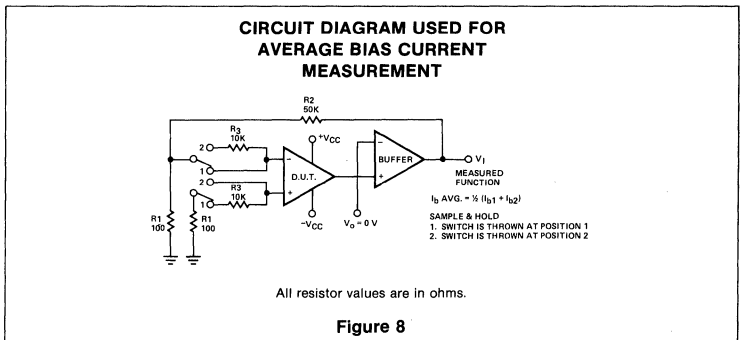 CIRCUIT DIAGRAM USED FOR
AVERAGE BIAS CURRENT
MEASUREMENT
R2
50K
R3
10K
2
1
2
1
R3
10K
+VCC
−
D.U.T.
+
−VCC
−
BUFFER
+
Vo = 0 V
VI
MEASURED
FUNCTION
Ib AVG. = ½ (Ib1 + Ib2)
SAMPLE & HOLD
1. SWITCH IS THROWN AT POSITION 1
2. SWITCH IS THROWN AT POSITION 2
R1
100
R1
100
All resistor values are in ohms.
Figure 8